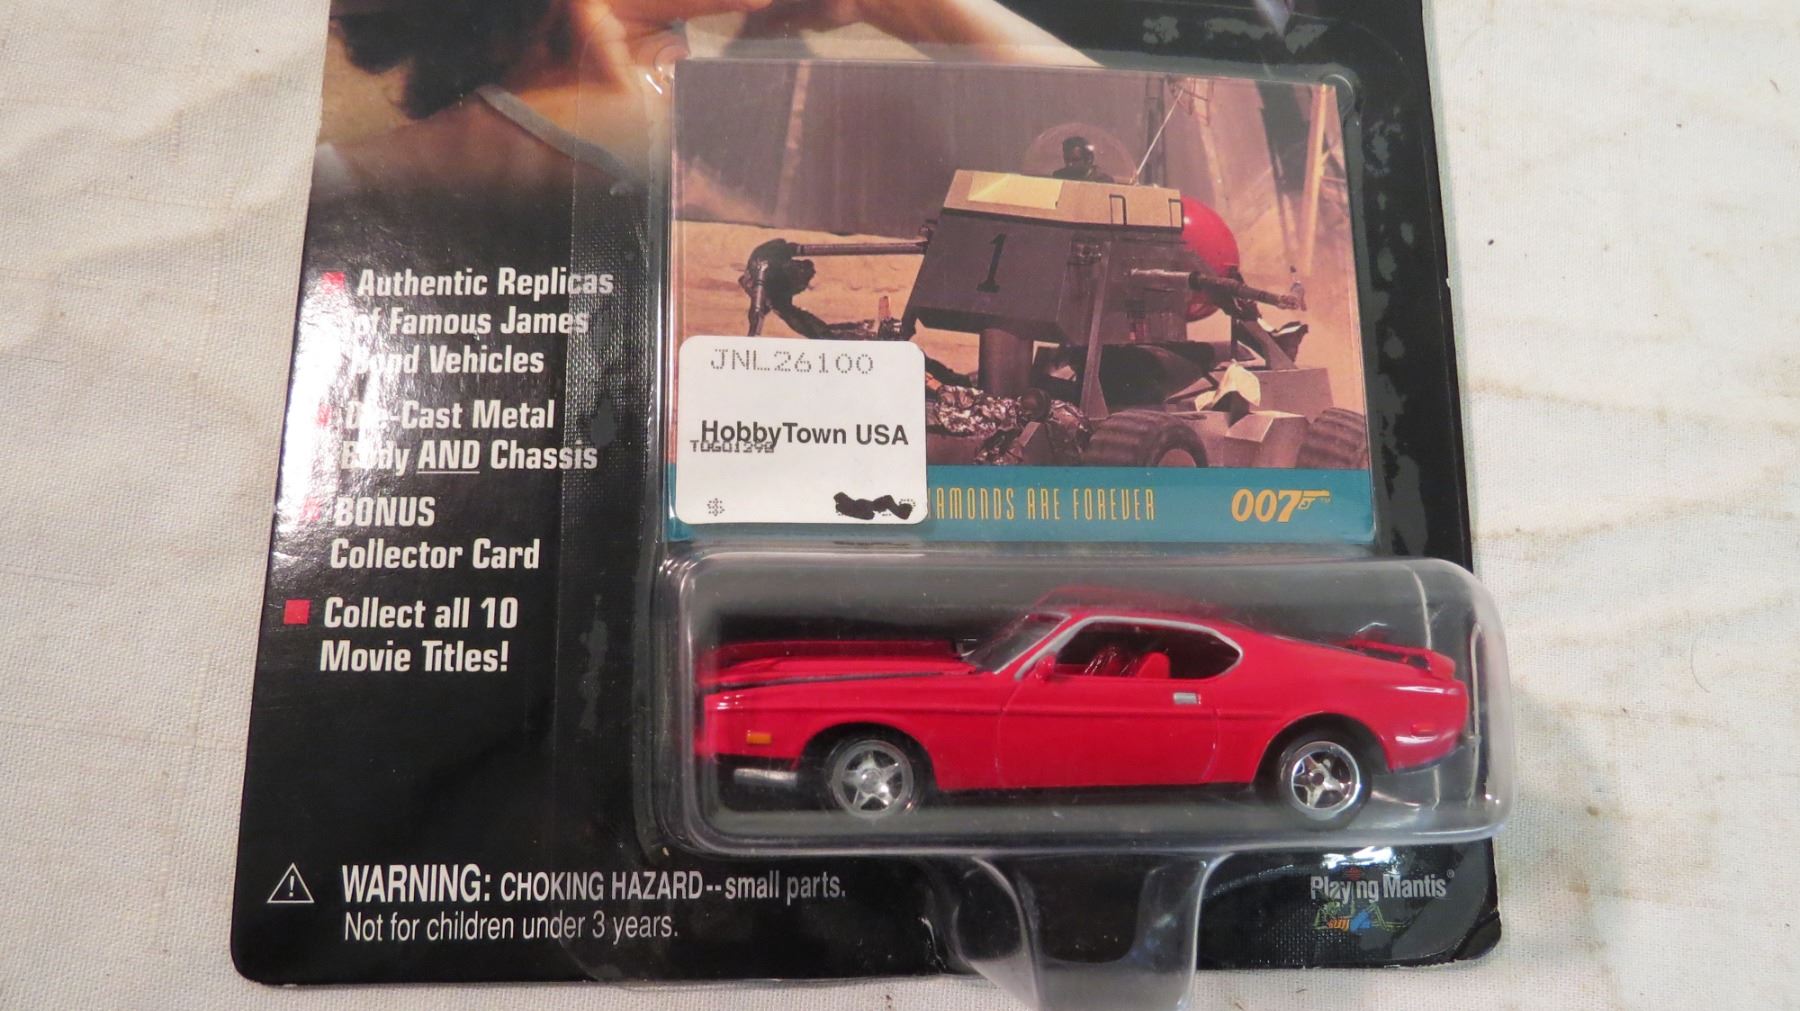 Authentic Replicas
of Famous James
Bond Vehicles
Die-Cast Metal
Body AND Chassis
BONUS
Collector Card
Collect all 10
Movie Titles!
1
JNL26100
HobbyTown USA
TOGO1298
$
AMONDS ARE FOREVER
007™
WARNING: CHOKING HAZARD--small parts.
Not for children under 3 years.
Playing Mantis®